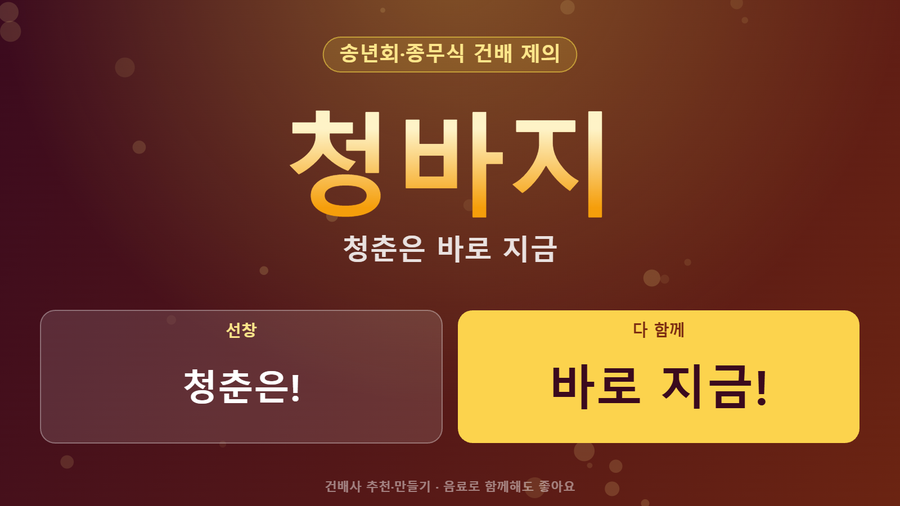 송년회·종무식 건배 제의
청바지
청춘은 바로 지금
선창
청춘은!
다 함께
바로 지금!
건배사 추천·만들기 · 음료로 함께해도 좋아요